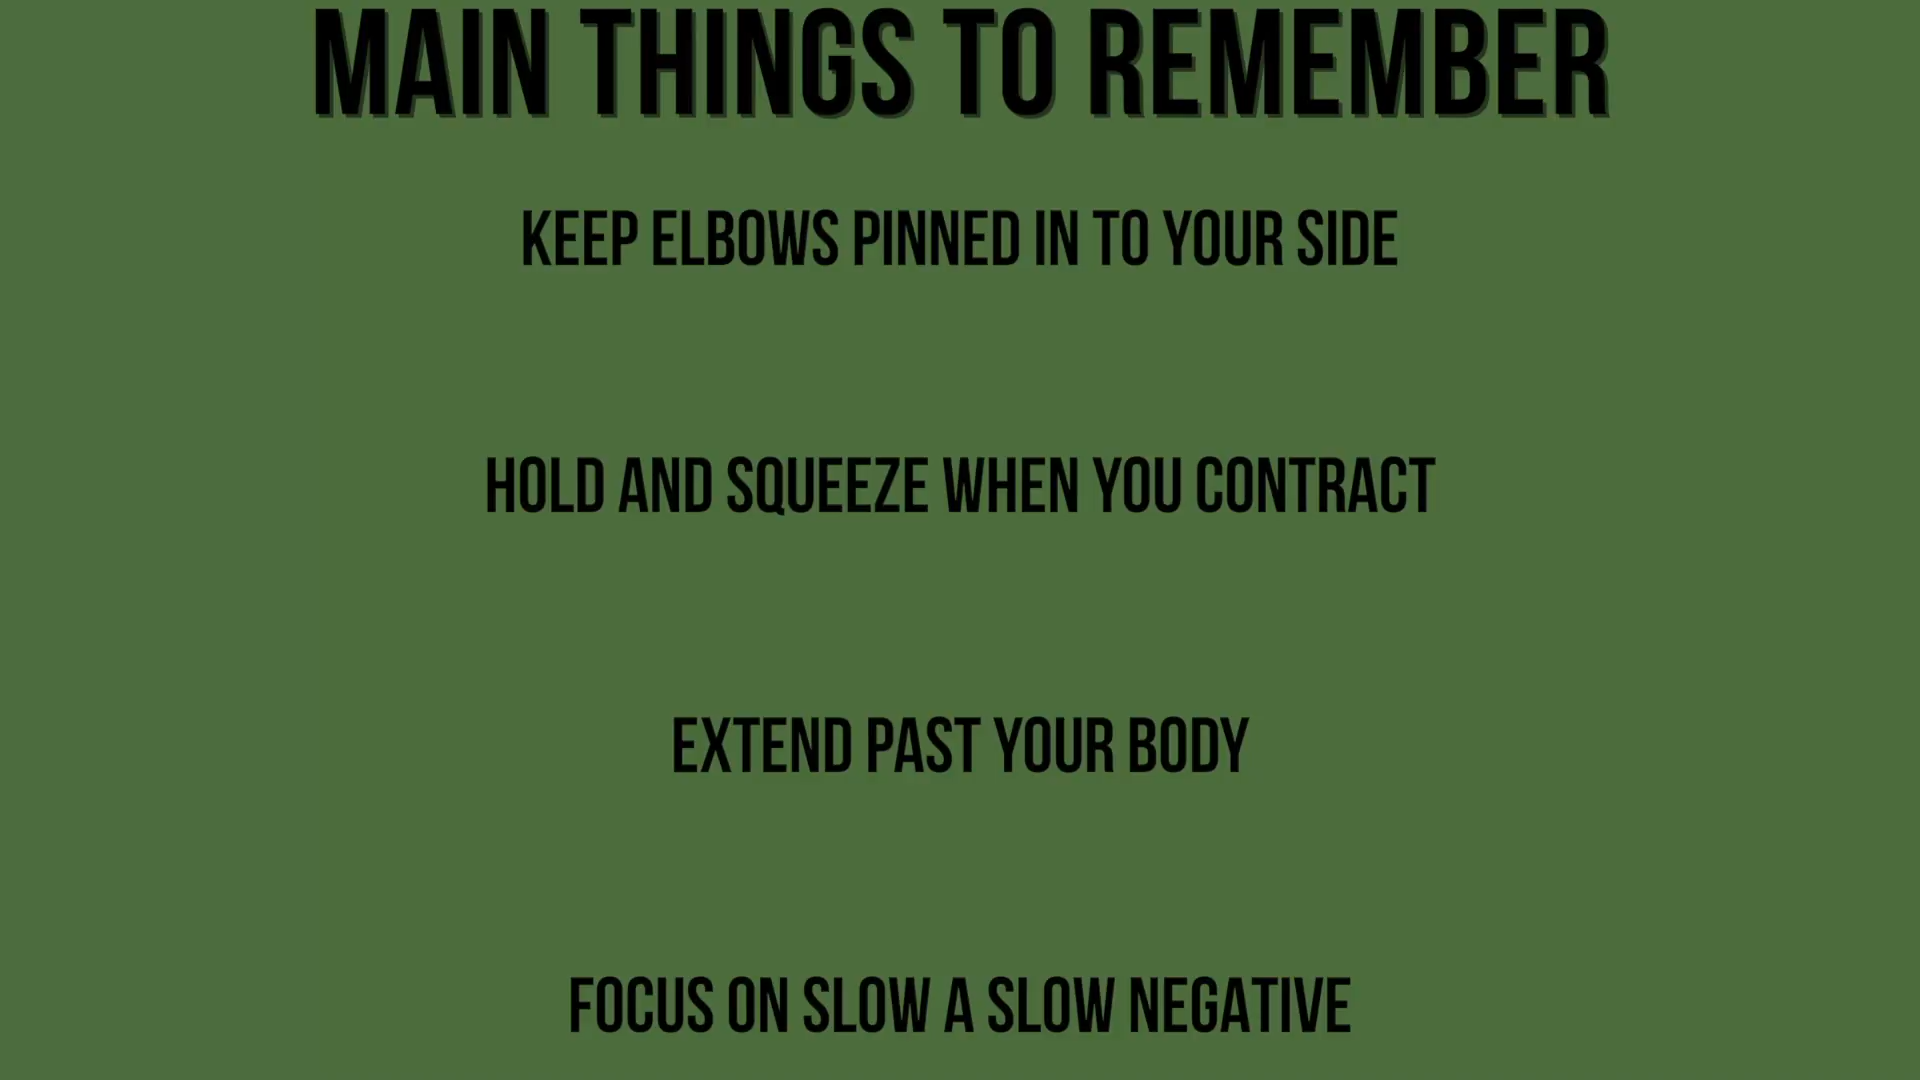 MAIN THINGS TO REMEMBER
KEEP ELBOWS PINNED IN TO YOUR SIDE
HOLD AND SQUEEZE WHEN YOU CONTRACT
EXTEND PAST YOUR BODY
FOCUS ON SLOW A SLOW NEGATIVE